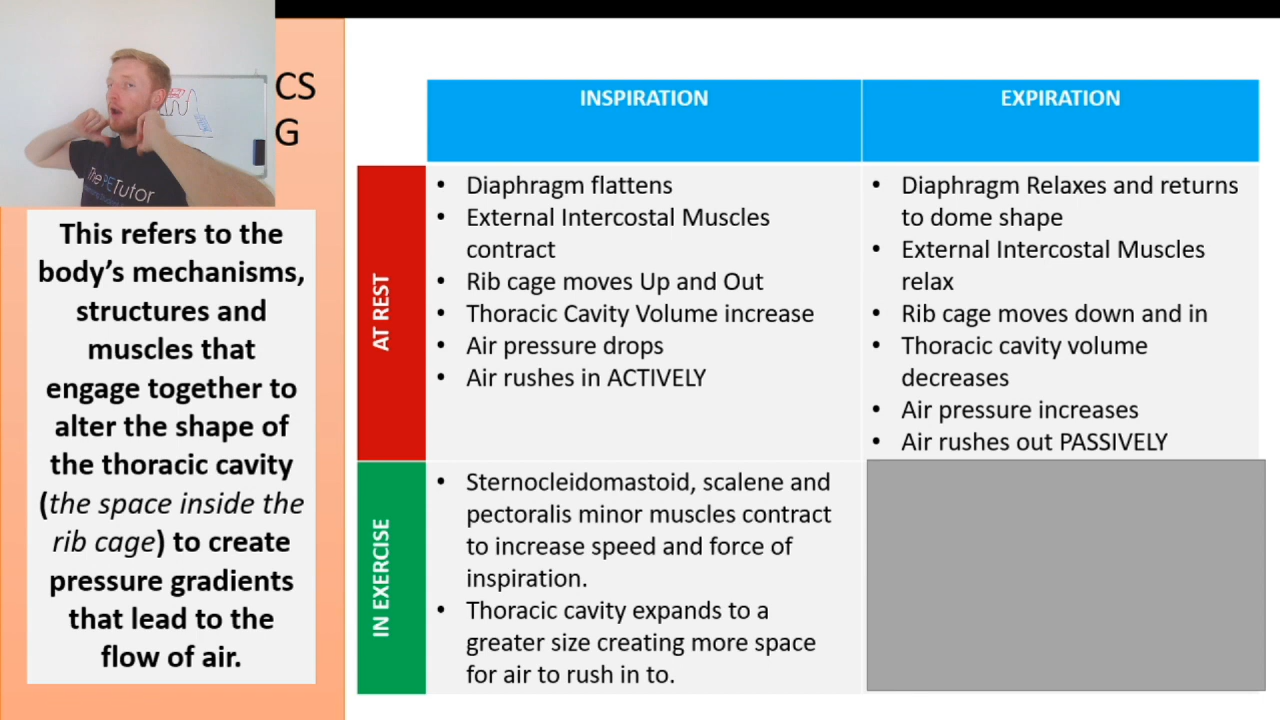 CS
G
The PETutor
This refers to the
body’s mechanisms,
structures and
muscles that
engage together to
alter the shape of
the thoracic cavity
(the space inside the
rib cage) to create
pressure gradients
that lead to the
flow of air.
INSPIRATION
EXPIRATION
AT REST
• Diaphragm flattens
• External Intercostal Muscles
contract
• Rib cage moves Up and Out
• Thoracic Cavity Volume increase
• Air pressure drops
• Air rushes in ACTIVELY
• Diaphragm Relaxes and returns
to dome shape
• External Intercostal Muscles
relax
• Rib cage moves down and in
• Thoracic cavity volume
decreases
• Air pressure increases
• Air rushes out PASSIVELY
IN EXERCISE
• Sternocleidomastoid, scalene and
pectoralis minor muscles contract
to increase speed and force of
inspiration.
• Thoracic cavity expands to a
greater size creating more space
for air to rush in to.